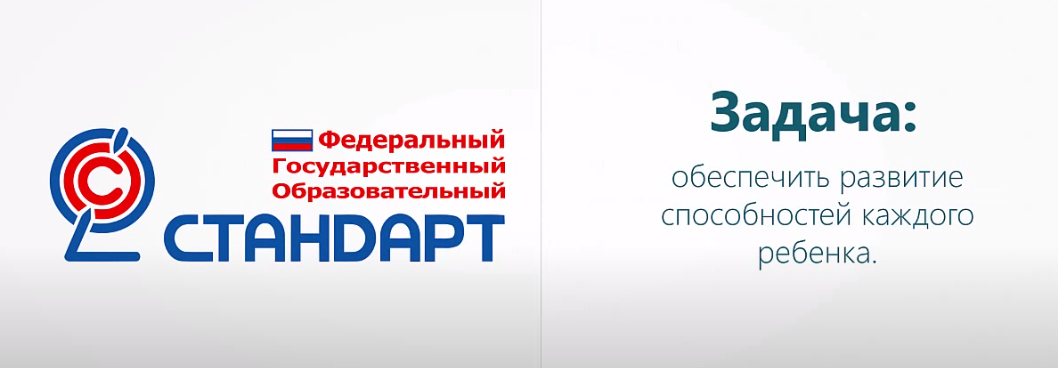 Федеральный
Государственный
Образовательный
СТАНДАРТ
Задача:
обеспечить развитие
способностей каждого
ребенка.